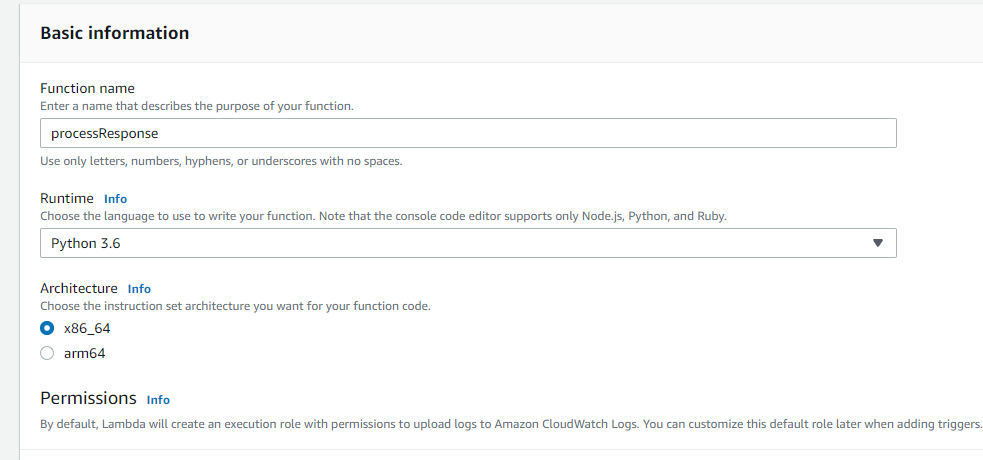 Basic information
Function name
Enter a name that describes the purpose of your function.
processResponse
Use only letters, numbers, hyphens, or underscores with no spaces.
Runtime Info
Choose the language to use to write your function. Note that the console code editor supports only Node.js, Python, and Ruby.
Python 3.6
Architecture Info
Choose the instruction set architecture you want for your function code.
x86_64
arm64
Permissions Info
By default, Lambda will create an execution role with permissions to upload logs to Amazon CloudWatch Logs. You can customize this default role later when adding triggers.